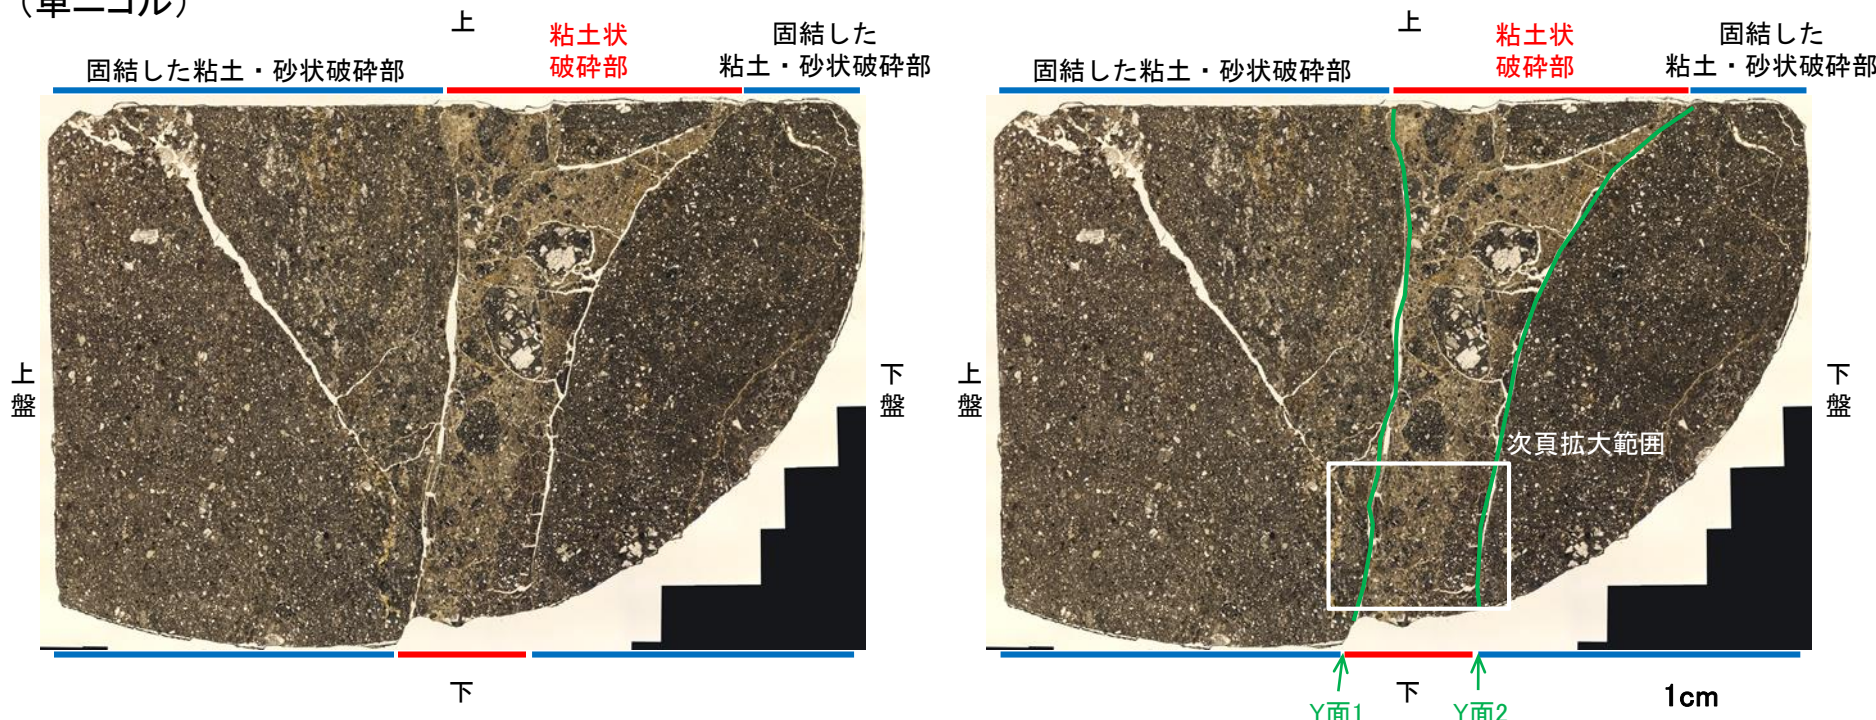 （単ニコル）
上
粘土状
破砕部
固結した
粘土・砂状破砕部
固結した粘土・砂状破砕部
上盤
下盤
下
上
粘土状
破砕部
固結した
粘土・砂状破砕部
固結した粘土・砂状破砕部
上盤
下盤
次頁拡大範囲
下
1cm
Y面1
Y面2